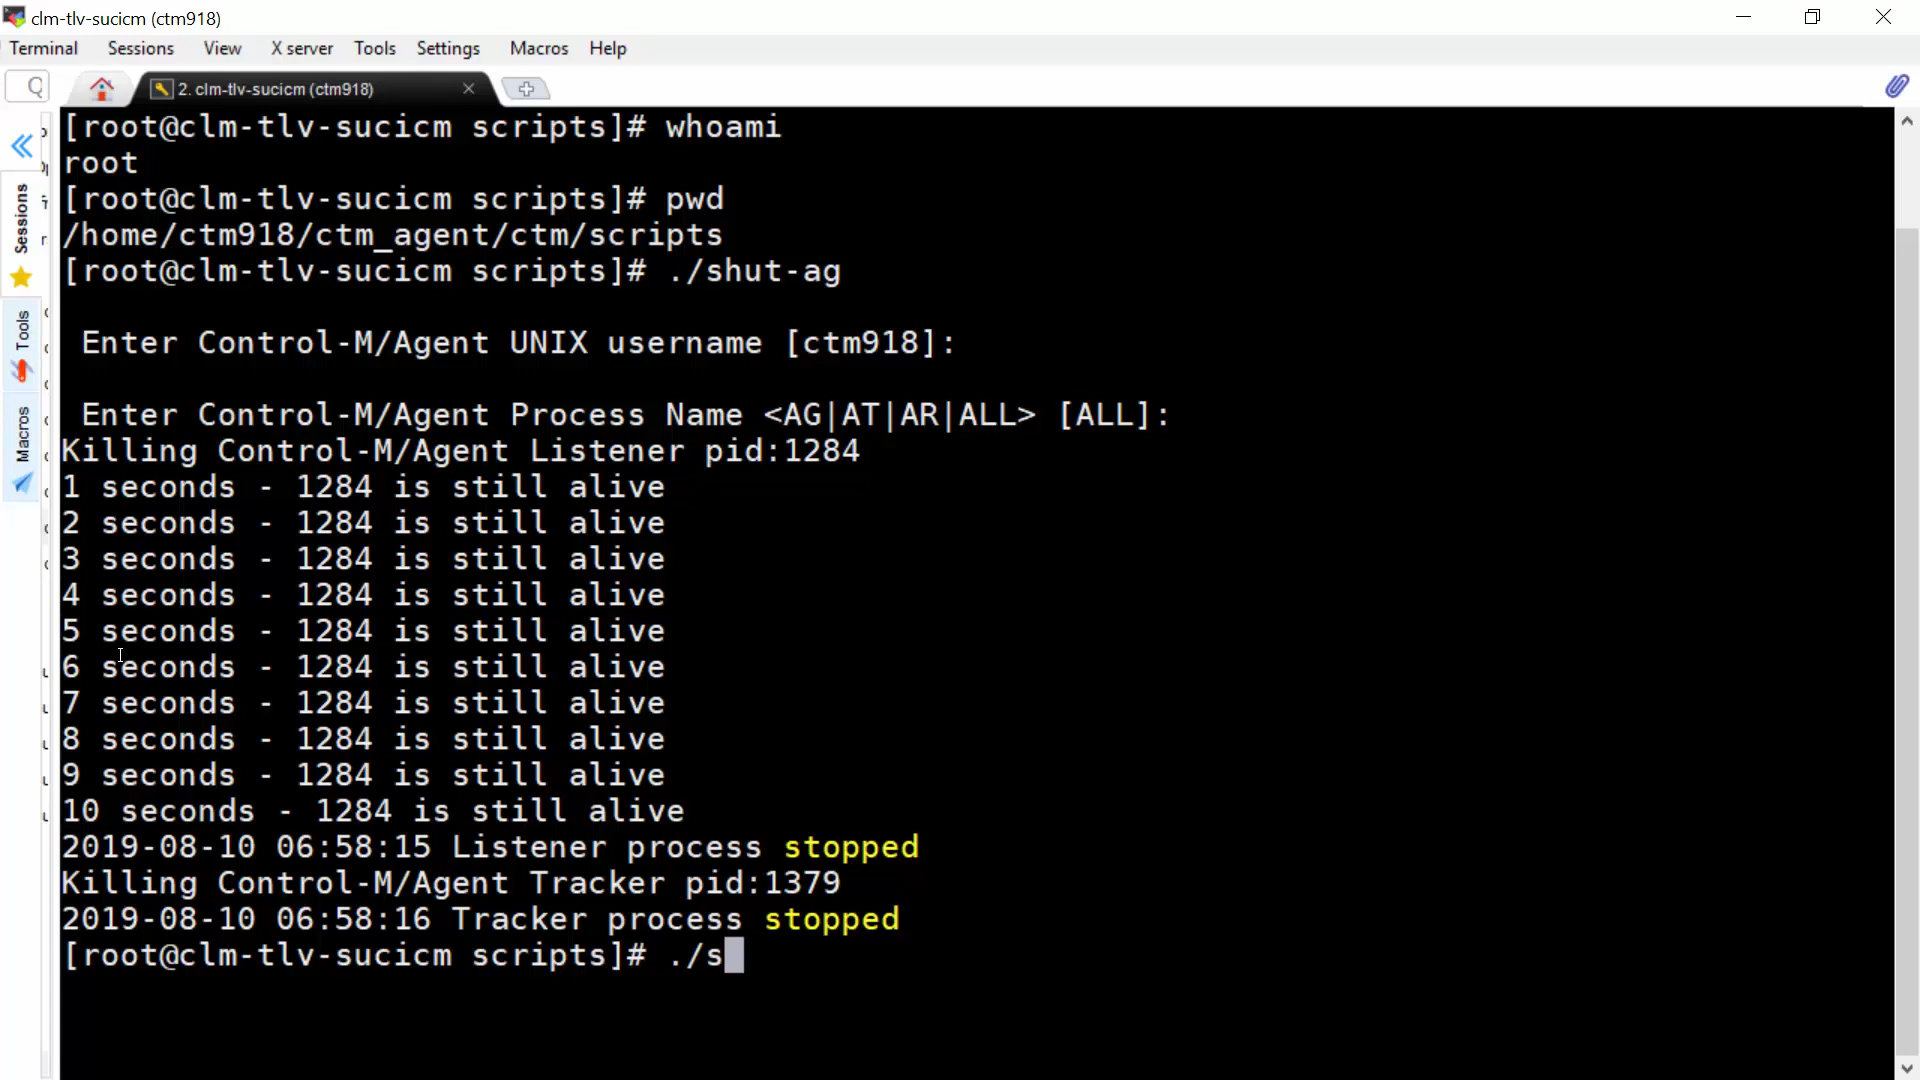 clm-tlv-sucicm (ctm918)
Terminal Sessions View X server Tools Settings Macros Help
2. clm-tlv-sucicm (ctm918)
Sessions
Tools
Macros
[root@clm-tlv-sucicm scripts]# whoami
root
[root@clm-tlv-sucicm scripts]# pwd
/home/ctm918/ctm_agent/ctm/scripts
[root@clm-tlv-sucicm scripts]# ./shut-ag
Enter Control-M/Agent UNIX username [ctm918]:
Enter Control-M/Agent Process Name <AG|AT|AR|ALL> [ALL]:
Killing Control-M/Agent Listener pid:1284
1 seconds - 1284 is still alive
2 seconds - 1284 is still alive
3 seconds - 1284 is still alive
4 seconds - 1284 is still alive
5 seconds - 1284 is still alive
6 seconds - 1284 is still alive
7 seconds - 1284 is still alive
8 seconds - 1284 is still alive
9 seconds - 1284 is still alive
10 seconds - 1284 is still alive
2019-08-10 06:58:15 Listener process stopped
Killing Control-M/Agent Tracker pid:1379
2019-08-10 06:58:16 Tracker process stopped
[root@clm-tlv-sucicm scripts]# ./s